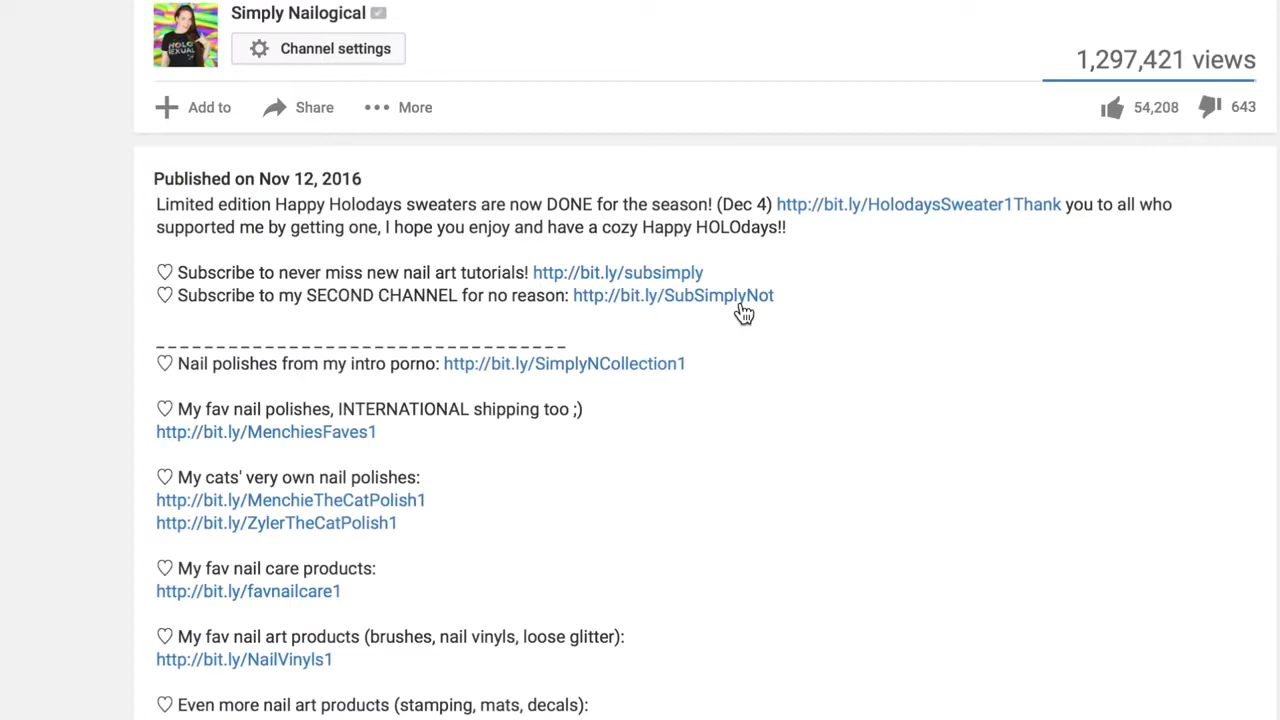 Simply Nailogical
HOLO
SEXUAL
Channel settings
1,297,421 views
Add to Share More 54,208 643
Published on Nov 12, 2016
Limited edition Happy Holodays sweaters are now DONE for the season! (Dec 4) http://bit.ly/HolodaysSweater1Thank you to all who
supported me by getting one, I hope you enjoy and have a cozy Happy HOLOdays!!
♡ Subscribe to never miss new nail art tutorials! http://bit.ly/subsimply
♡ Subscribe to my SECOND CHANNEL for no reason: http://bit.ly/SubSimplyNot
_ _ _ _ _ _ _ _ _ _ _ _ _ _ _ _ _ _ _ _ _ _ _ _ _ _ _ _ _ _ _ _ _ _
♡ Nail polishes from my intro porno: http://bit.ly/SimplyNCollection1
♡ My fav nail polishes, INTERNATIONAL shipping too ;)
http://bit.ly/MenchiesFaves1
♡ My cats' very own nail polishes:
http://bit.ly/MenchieTheCatPolish1
http://bit.ly/ZylerTheCatPolish1
♡ My fav nail care products:
http://bit.ly/favnailcare1
♡ My fav nail art products (brushes, nail vinyls, loose glitter):
http://bit.ly/NailVinyls1
♡ Even more nail art products (stamping, mats, decals):